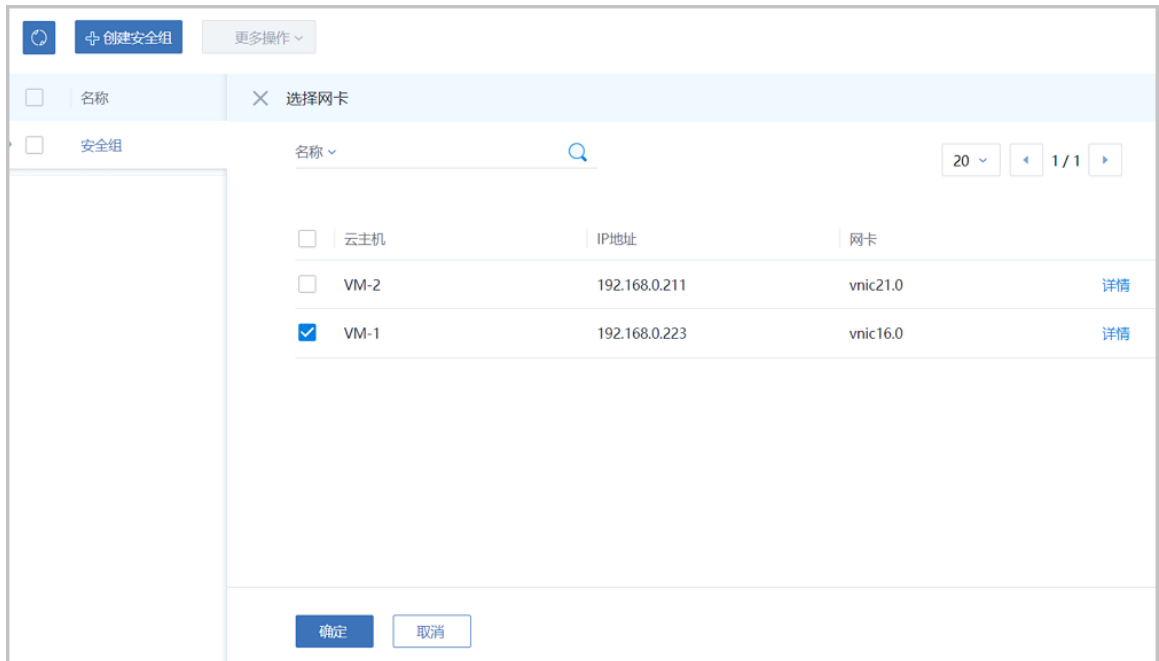 创建安全组 更多操作
名称 选择网卡
安全组
名称 20 1 / 1
云主机 IP地址 网卡
VM-2 192.168.0.211 vnic21.0 详情
VM-1 192.168.0.223 vnic16.0 详情
确定 取消